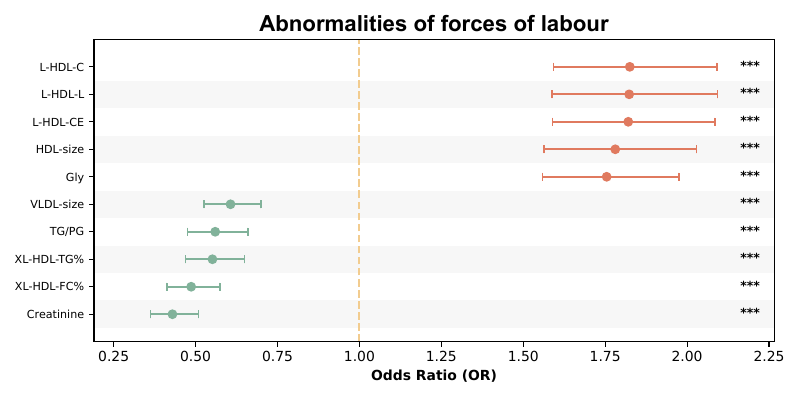 Abnormalities of forces of labour
L-HDL-C ***
L-HDL-L ***
L-HDL-CE ***
HDL-size ***
Gly ***
VLDL-size ***
TG/PG ***
XL-HDL-TG% ***
XL-HDL-FC% ***
Creatinine ***
0.25 0.50 0.75 1.00 1.25 1.50 1.75 2.00 2.25
Odds Ratio (OR)